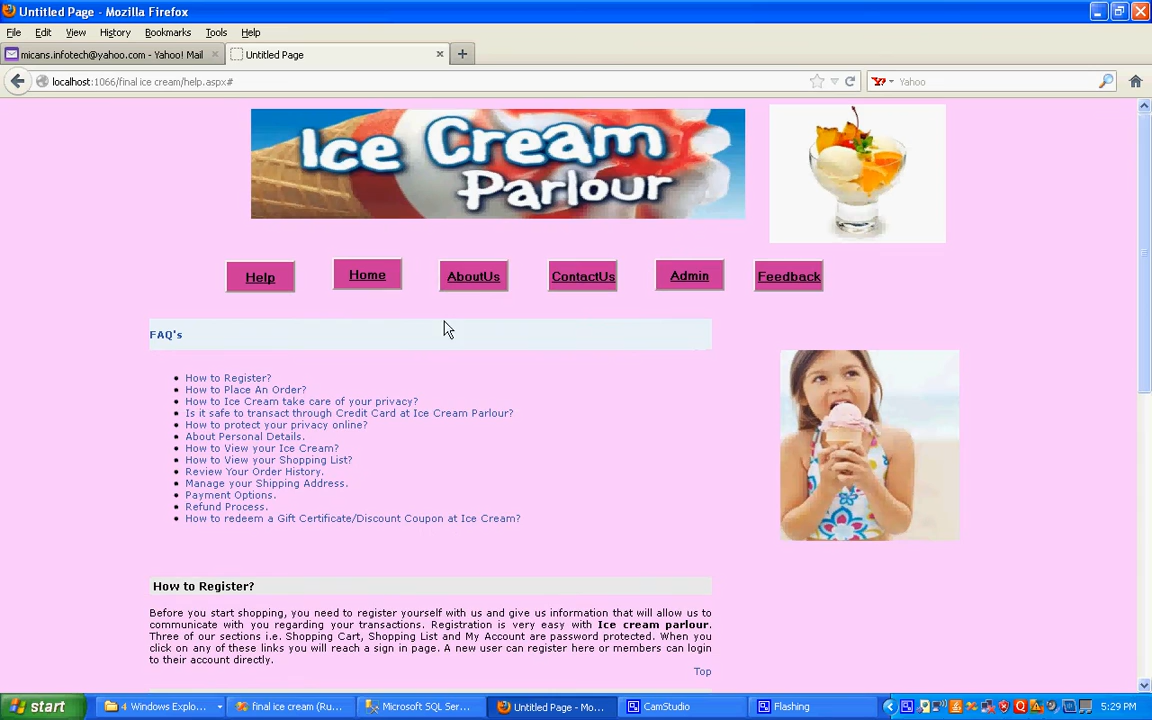 Untitled Page - Mozilla Firefox
File Edit View History Bookmarks Tools Help
micans.infotech@yahoo.com - Yahoo! Mail × Untitled Page × +
localhost:1066/final ice cream/help.aspx# Yahoo
Ice Cream
Parlour
Help Home AboutUs ContactUs Admin Feedback
FAQ's
How to Register?
How to Place An Order?
How to Ice Cream take care of your privacy?
Is it safe to transact through Credit Card at Ice Cream Parlour?
How to protect your privacy online?
About Personal Details.
How to View your Ice Cream?
How to View your Shopping List?
Review Your Order History.
Manage your Shipping Address.
Payment Options.
Refund Process.
How to redeem a Gift Certificate/Discount Coupon at Ice Cream?
How to Register?
Before you start shopping, you need to register yourself with us and give us information that will allow us to
communicate with you regarding your transactions. Registration is very easy with Ice cream parlour.
Three of our sections i.e. Shopping Cart, Shopping List and My Account are password protected. When you
click on any of these links you will reach a sign in page. A new user can register here or members can login
to their account directly.
Top
start 4 Windows Explo... final ice cream (Ru... Microsoft SQL Ser... Untitled Page - Mo... CamStudio Flashing 5:29 PM